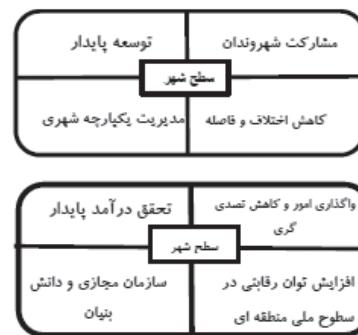 مشارکت شهروندان
توسعه پایدار
سطح شهر
کاهش اختلاف و فاصله
مدیریت یکپارچه شهری
واگذاری امور و کاهش تصدی
گری
تحقق درآمد پایدار
سطح شهر
افزایش توان رقابتی در
سطوح ملی منطقه ای
سازمان مجازی و دانش
بنیان